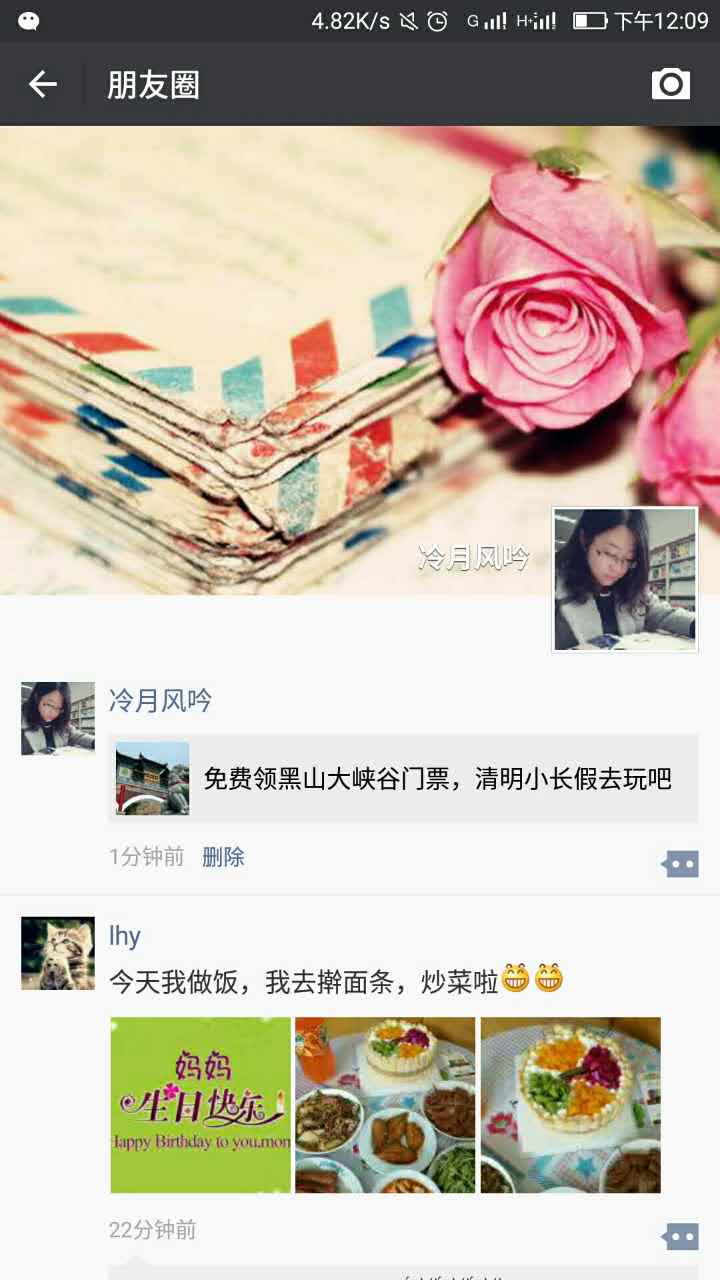 4.82K/s G H+ 下午12:09
朋友圈
冷月风吟
冷月风吟
免费领黑山大峡谷门票，清明小长假去玩吧
1分钟前 删除
lhy
今天我做饭，我去擀面条，炒菜啦😁😁
妈妈
生日快乐
Happy Birthday to you,mom
22分钟前